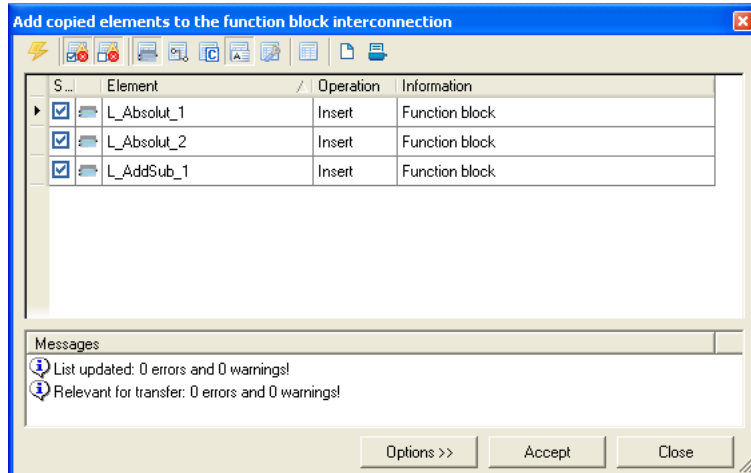 Add copied elements to the function block interconnection
S... Element Operation Information
L_Absolut_1 Insert Function block
L_Absolut_2 Insert Function block
L_AddSub_1 Insert Function block
Messages
List updated: 0 errors and 0 warnings!
Relevant for transfer: 0 errors and 0 warnings!
Options >> Accept Close